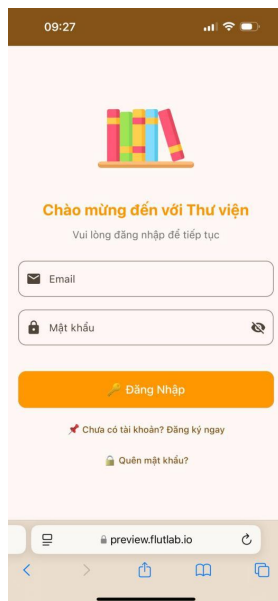 09:27
Chào mừng đến với Thư viện
Vui lòng đăng nhập để tiếp tục
Email
Mật khẩu
Đăng Nhập
Chưa có tài khoản? Đăng ký ngay
Quên mật khẩu?
preview.flutlab.io